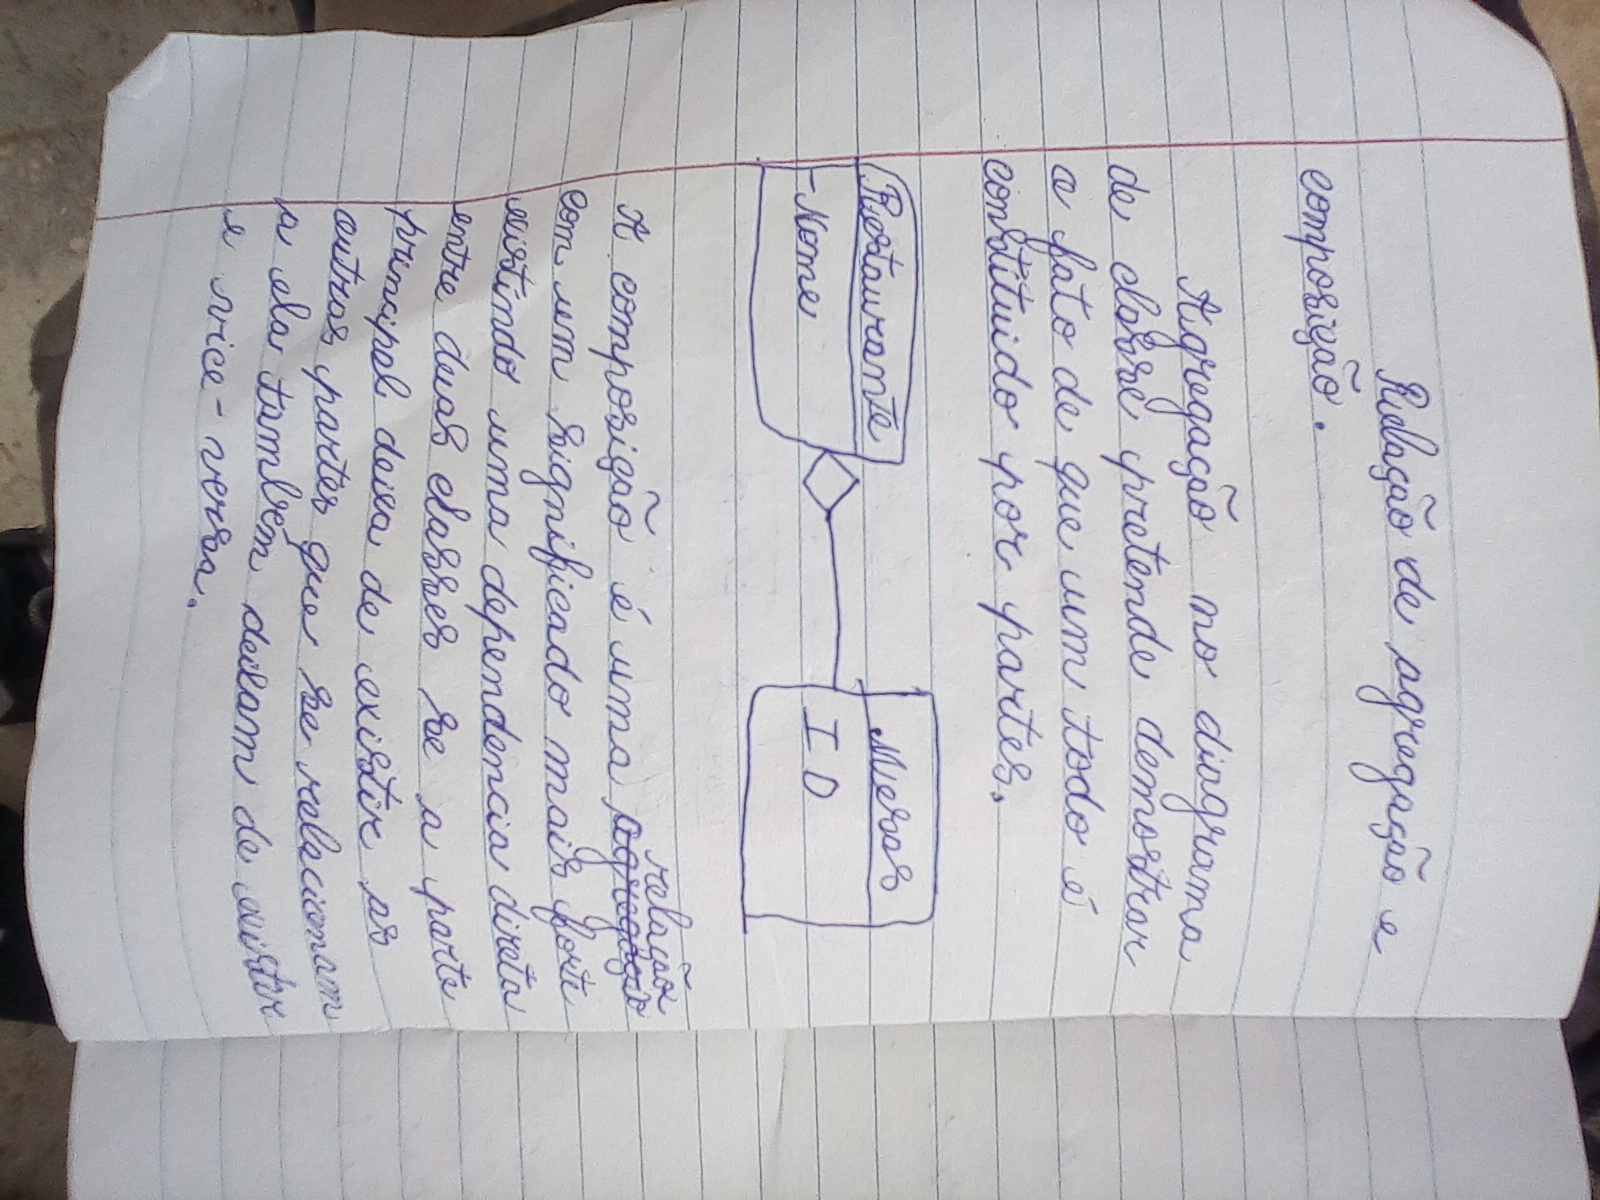 Relação de agregação e
composição.
Agregação no diagrama
de classe pretende demostrar
o fato de que um todo é
constituido por partes.
Restaurante
- Nome
Mesas
ID
relação
A composição é uma agregação
com um significado mais forte
existindo uma dependencia direta
entre duas classes se a parte
principal deixa de existir as
outras partes que se relacionam
a ela também deixam de existir
e vice-versa.